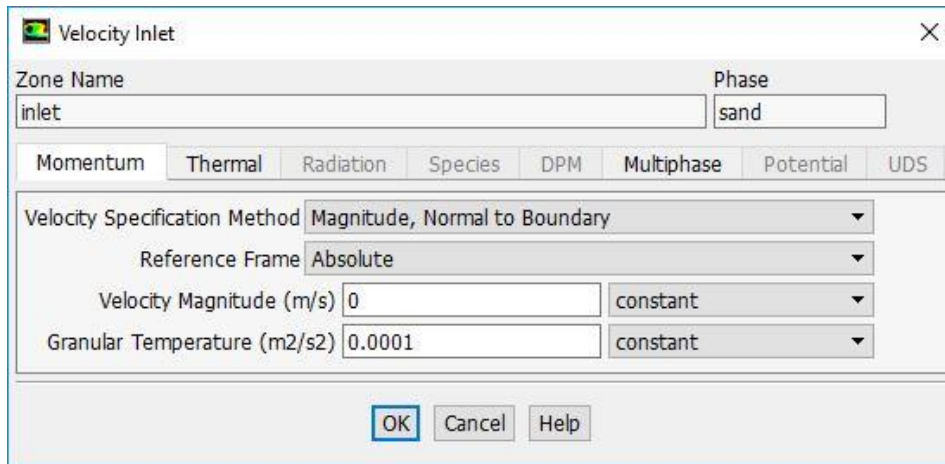 Velocity Inlet
Zone Name Phase
inlet sand
Momentum Thermal Radiation Species DPM Multiphase Potential UDS
Velocity Specification Method Magnitude, Normal to Boundary
Reference Frame Absolute
Velocity Magnitude (m/s) 0 constant
Granular Temperature (m2/s2) 0.0001 constant
OK Cancel Help